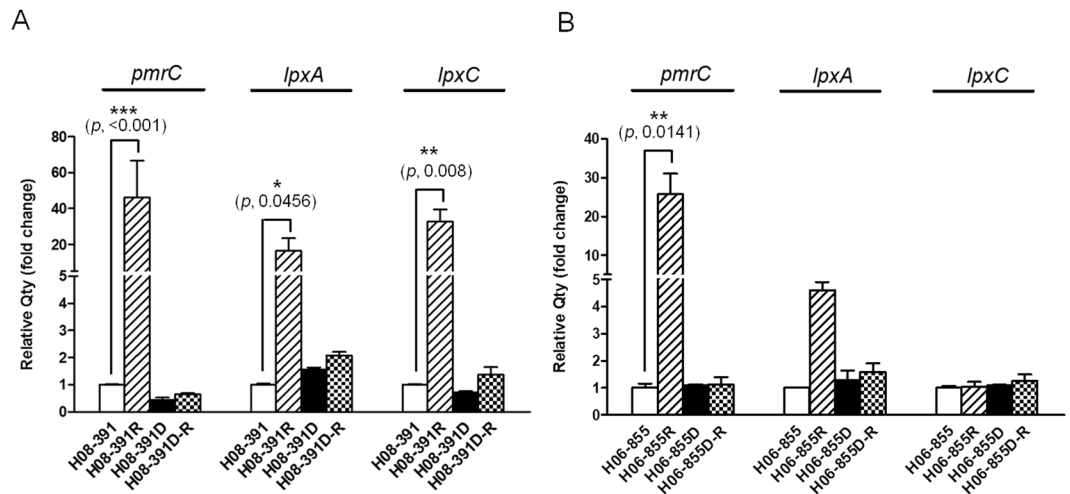 A
pmrC
lpxA
lpxC
***
(p, <0.001)
*
(p, 0.0456)
**
(p, 0.008)
Relative Qty (fold change)
80
60
40
20
5
4
3
2
1
0
H08-391
H08-391R
H08-391D
H08-391D-R
H08-391
H08-391R
H08-391D
H08-391D-R
H08-391
H08-391R
H08-391D
H08-391D-R
B
pmrC
lpxA
lpxC
**
(p, 0.0141)
Relative Qty (fold change)
40
30
20
10
5
4
3
2
1
0
H06-855
H06-855R
H06-855D
H06-855D-R
H06-855
H06-855R
H06-855D
H06-855D-R
H06-855
H06-855R
H06-855D
H06-855D-R